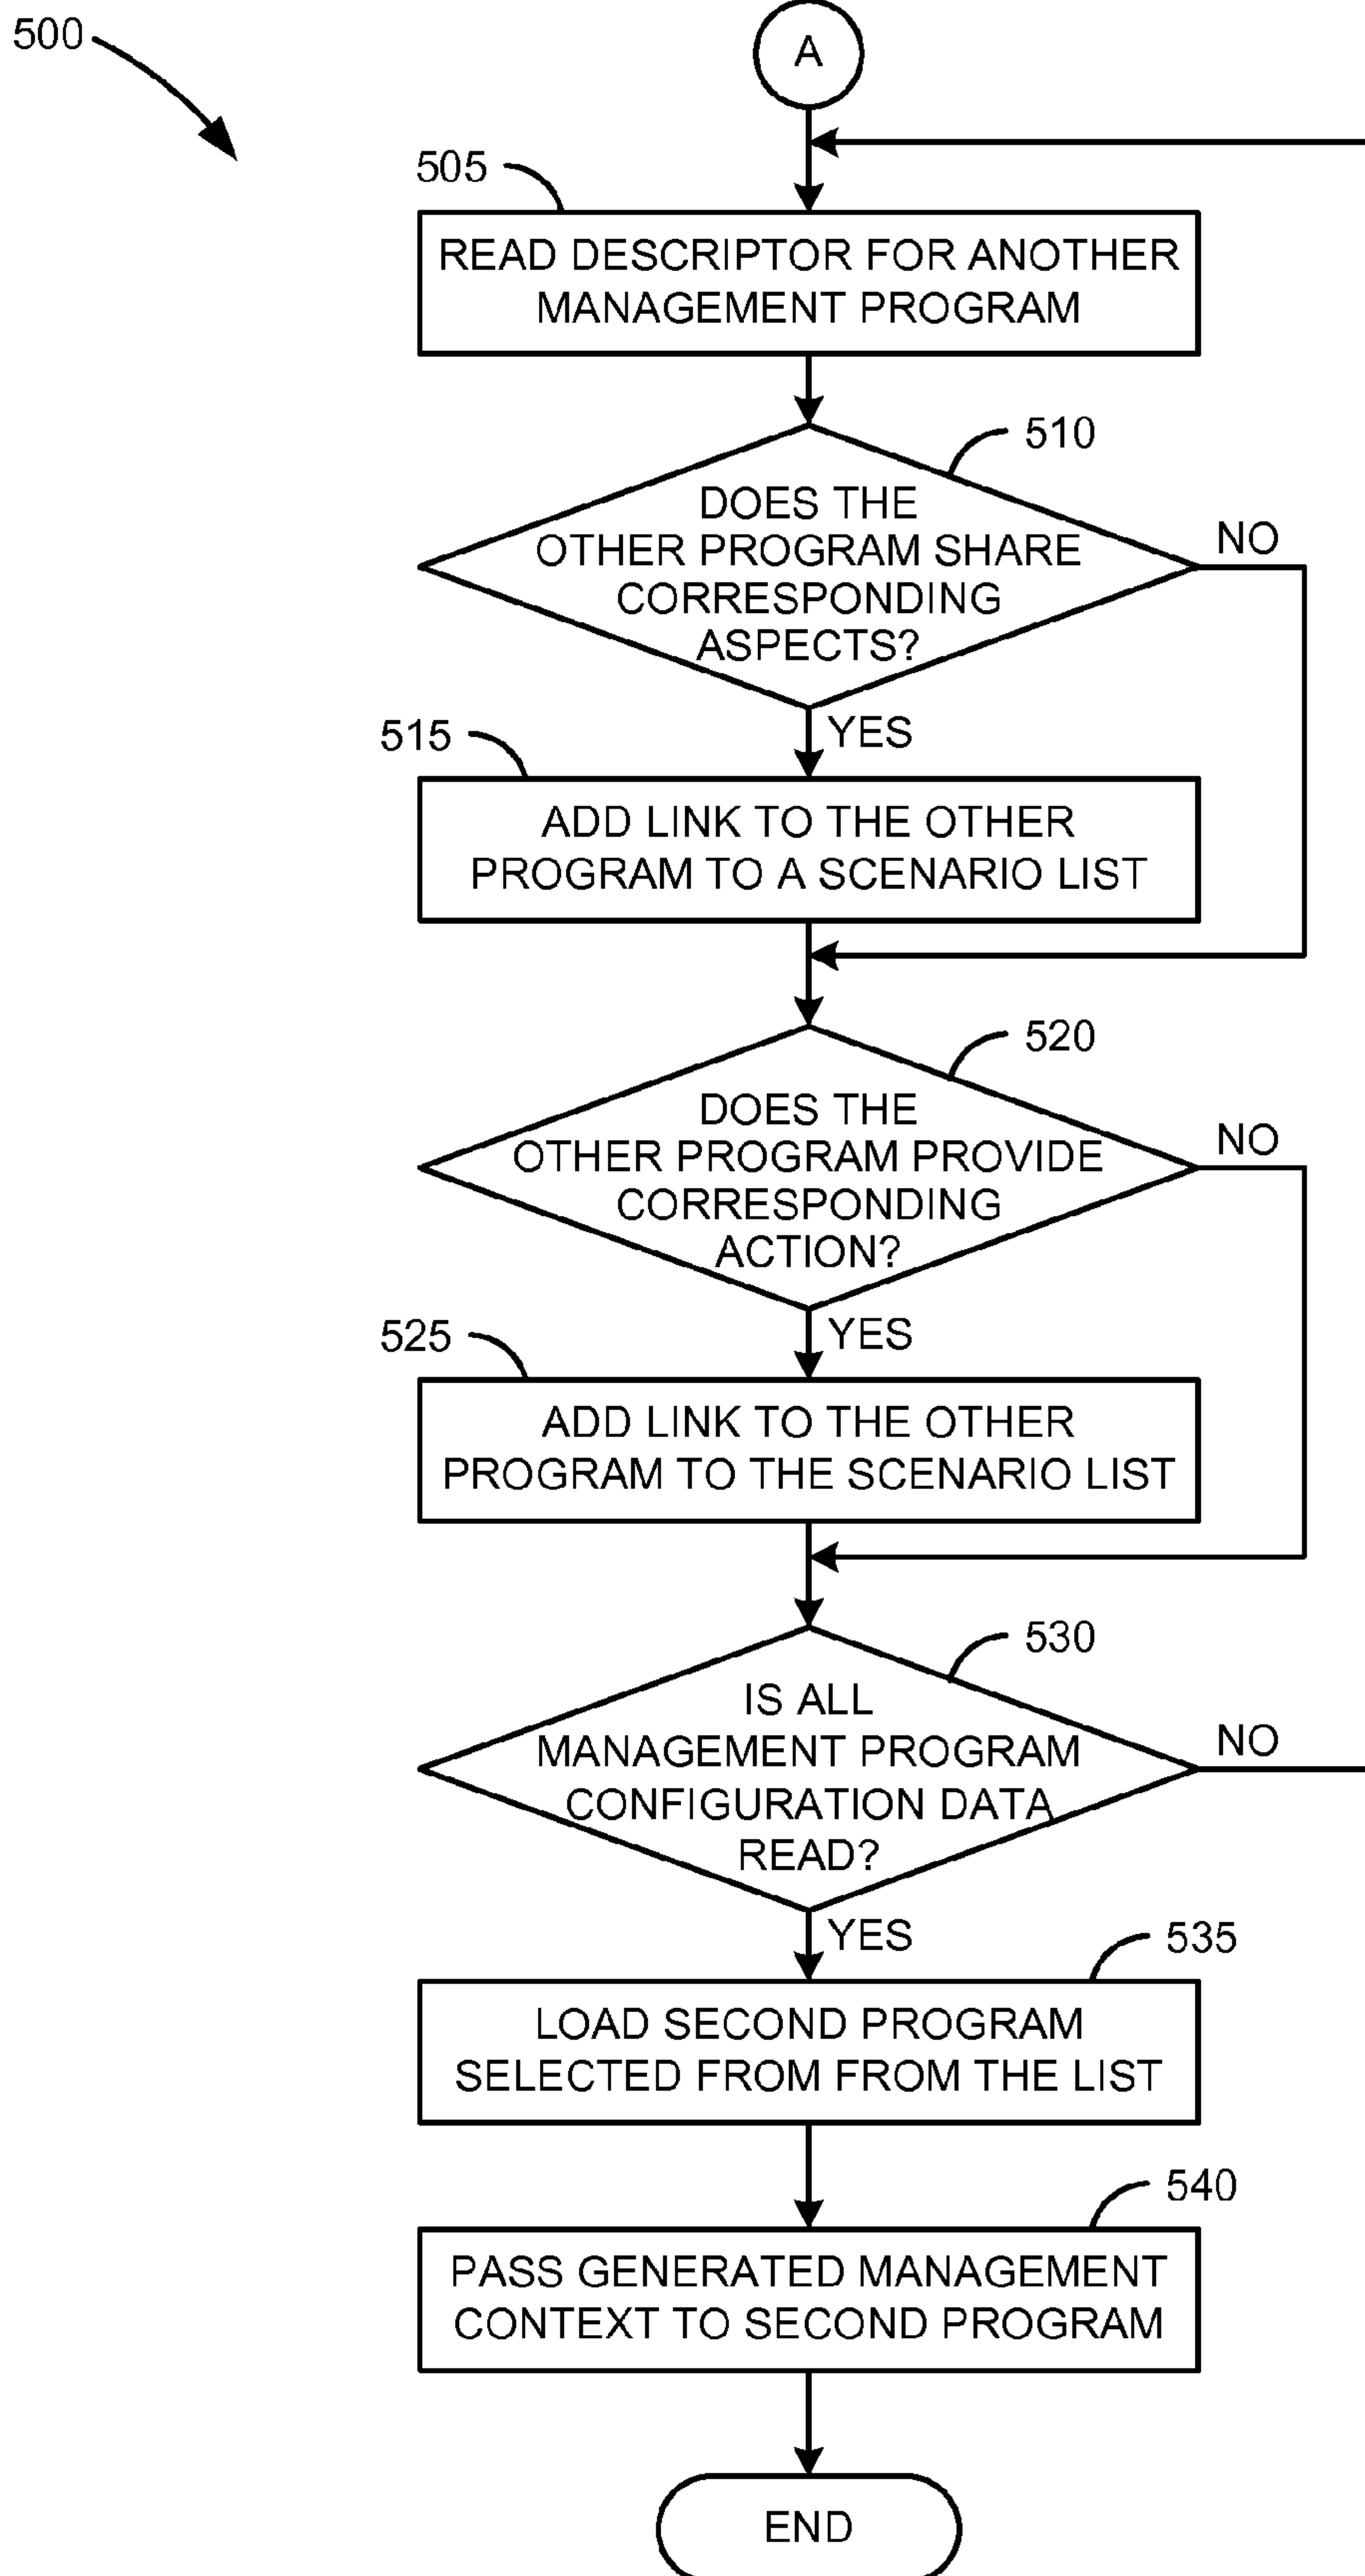 500
A
505
READ DESCRIPTOR FOR ANOTHER
MANAGEMENT PROGRAM
510
DOES THE
OTHER PROGRAM SHARE
CORRESPONDING
ASPECTS?
NO
YES
515
ADD LINK TO THE OTHER
PROGRAM TO A SCENARIO LIST
520
DOES THE
OTHER PROGRAM PROVIDE
CORRESPONDING
ACTION?
NO
YES
525
ADD LINK TO THE OTHER
PROGRAM TO THE SCENARIO LIST
530
IS ALL
MANAGEMENT PROGRAM
CONFIGURATION DATA
READ?
NO
YES
535
LOAD SECOND PROGRAM
SELECTED FROM FROM THE LIST
540
PASS GENERATED MANAGEMENT
CONTEXT TO SECOND PROGRAM
END